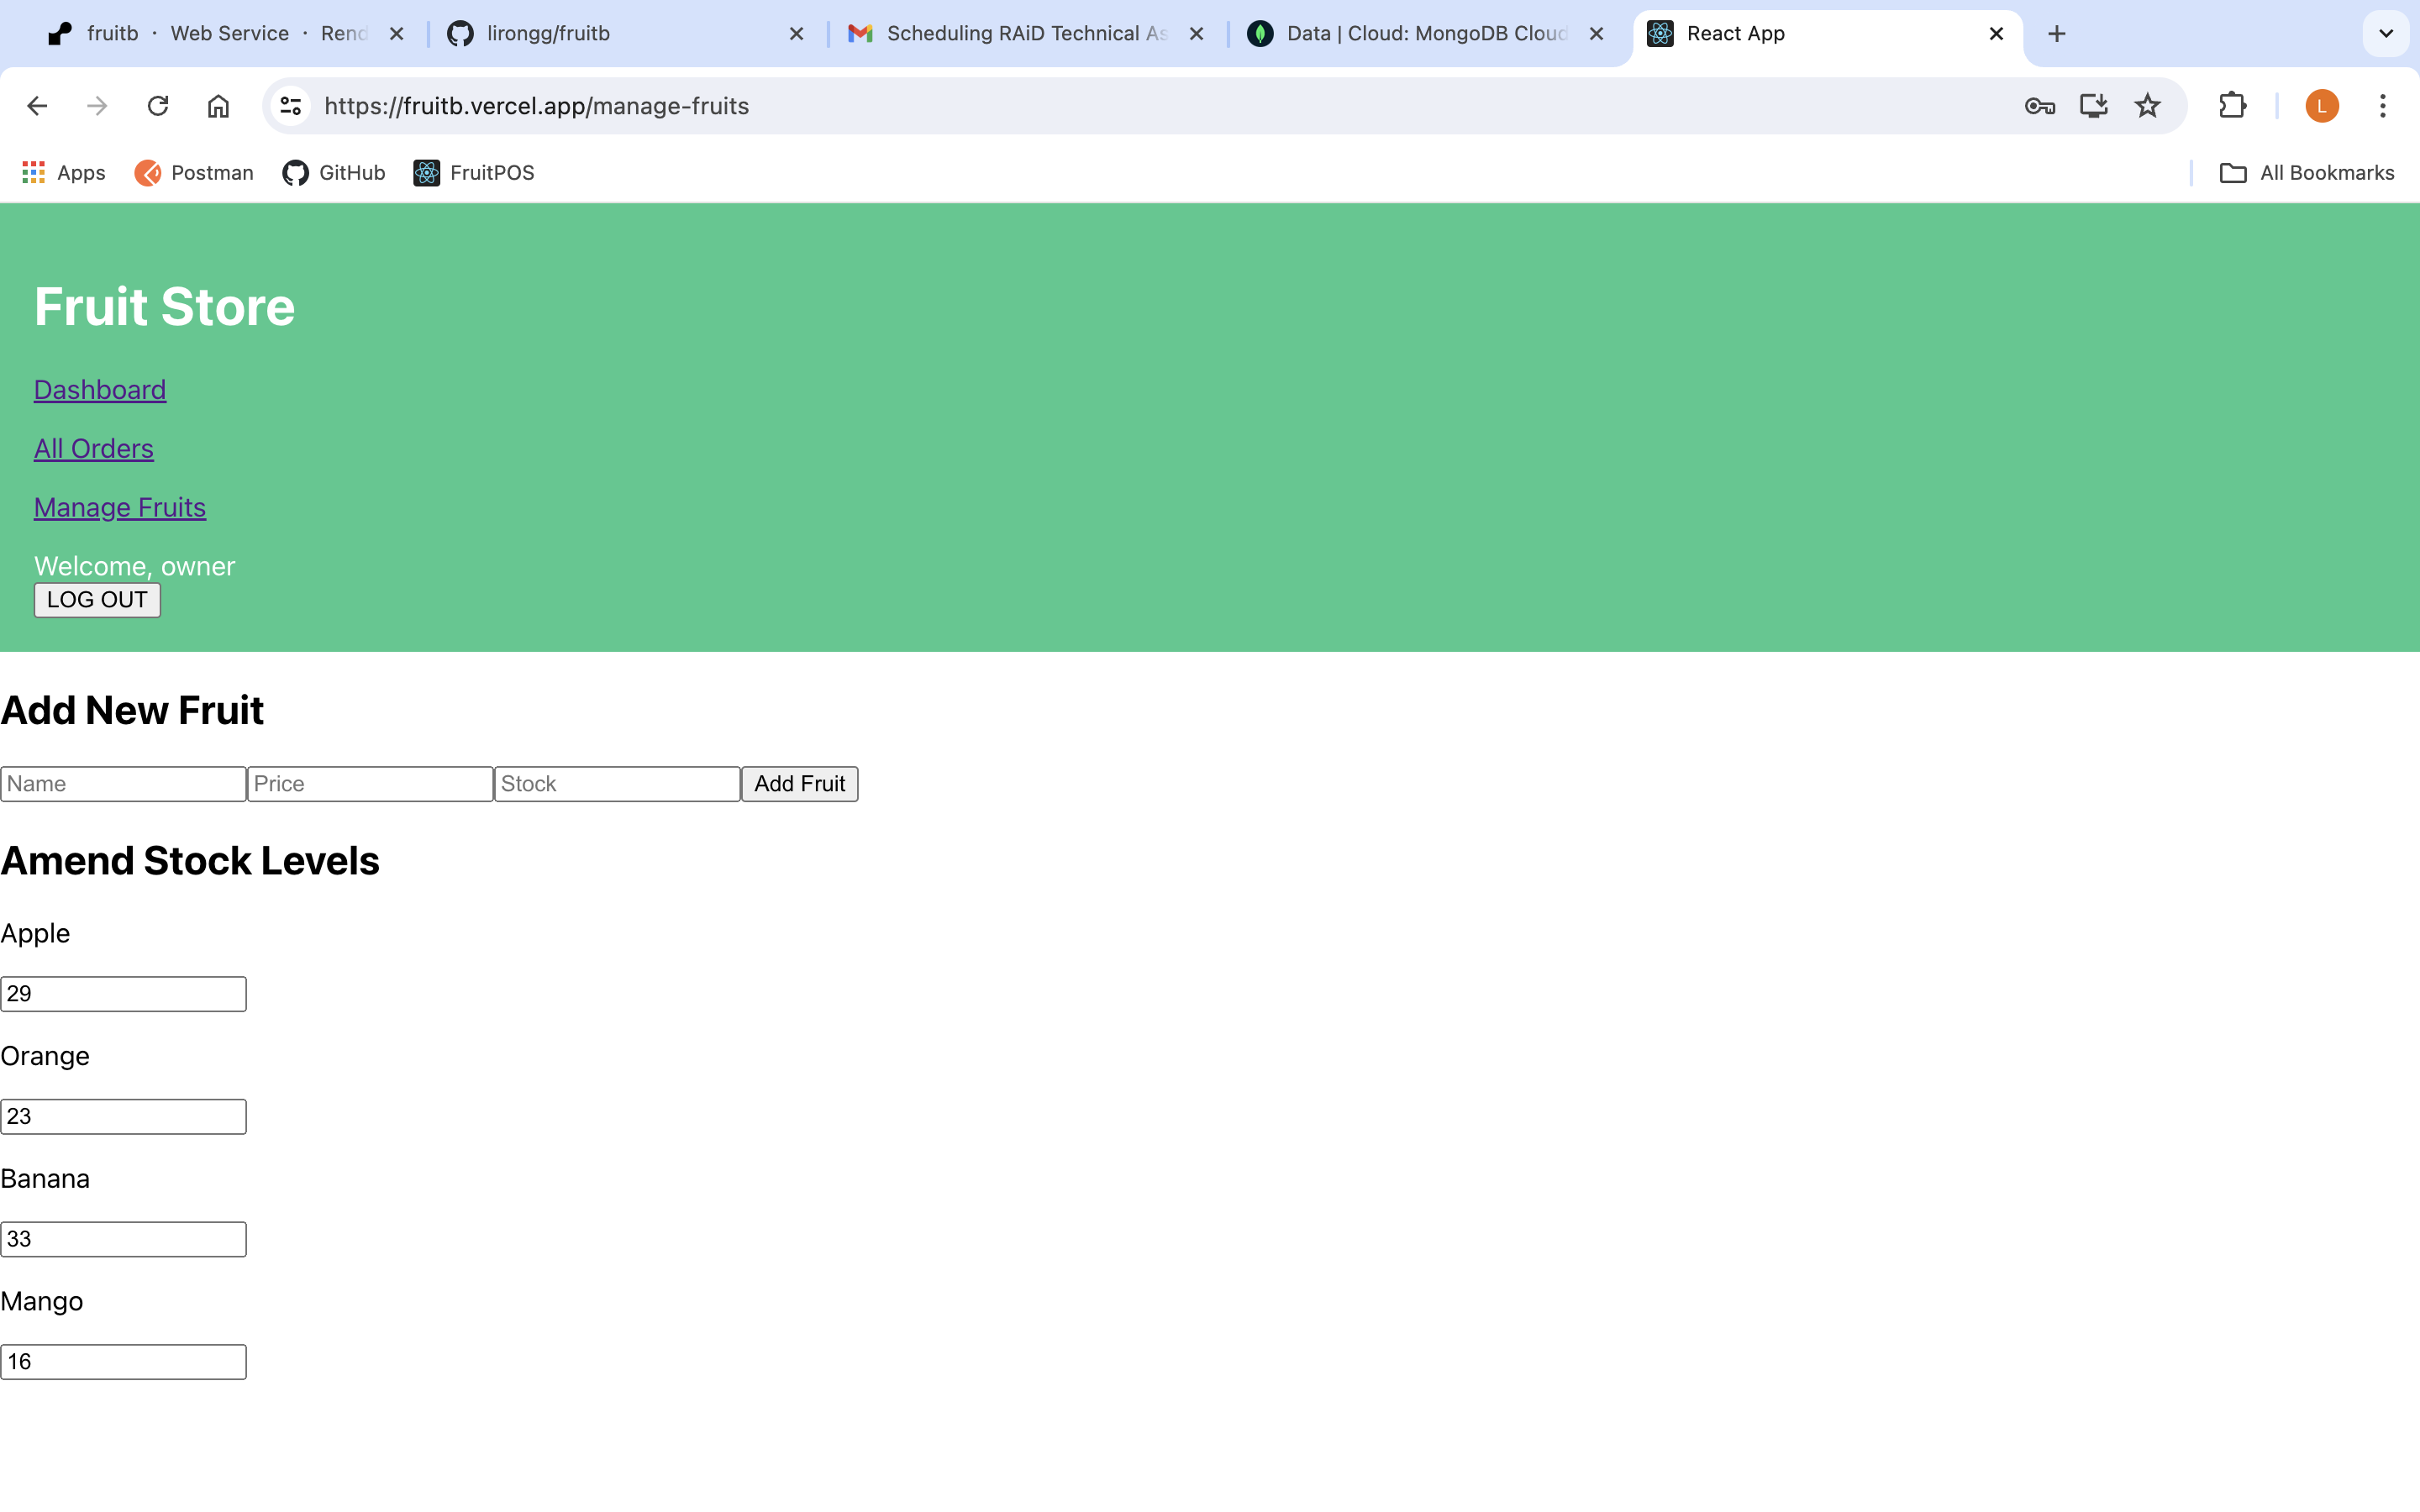 fruitb · Web Service · Rend
lirongg/fruitb
Scheduling RAiD Technical As
Data | Cloud: MongoDB Cloud
React App
https://fruitb.vercel.app/manage-fruits
L
Apps
Postman
GitHub
FruitPOS
All Bookmarks
Fruit Store
Dashboard
All Orders
Manage Fruits
Welcome, owner
LOG OUT
Add New Fruit
Name Price Stock Add Fruit
Amend Stock Levels
Apple
29
Orange
23
Banana
33
Mango
16